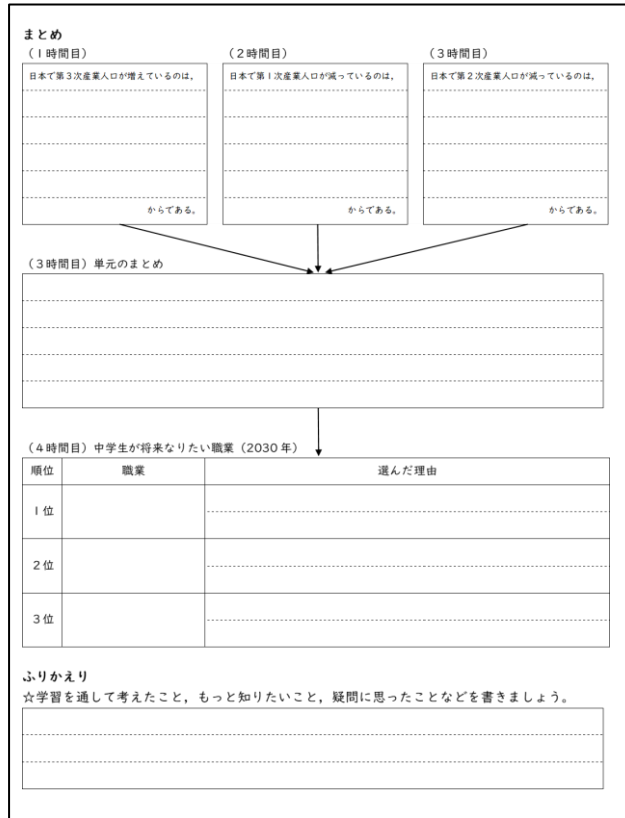 まとめ
（1時間目）
日本で第3次産業人口が増えているのは，
からである。
（2時間目）
日本で第1次産業人口が減っているのは，
からである。
（3時間目）
日本で第2次産業人口が減っているのは，
からである。
（3時間目）単元のまとめ
（4時間目）中学生が将来なりたい職業（2030年）
順位 職業 選んだ理由
1位
2位
3位
ふりかえり
☆学習を通して考えたこと，もっと知りたいこと，疑問に思ったことなどを書きましょう。